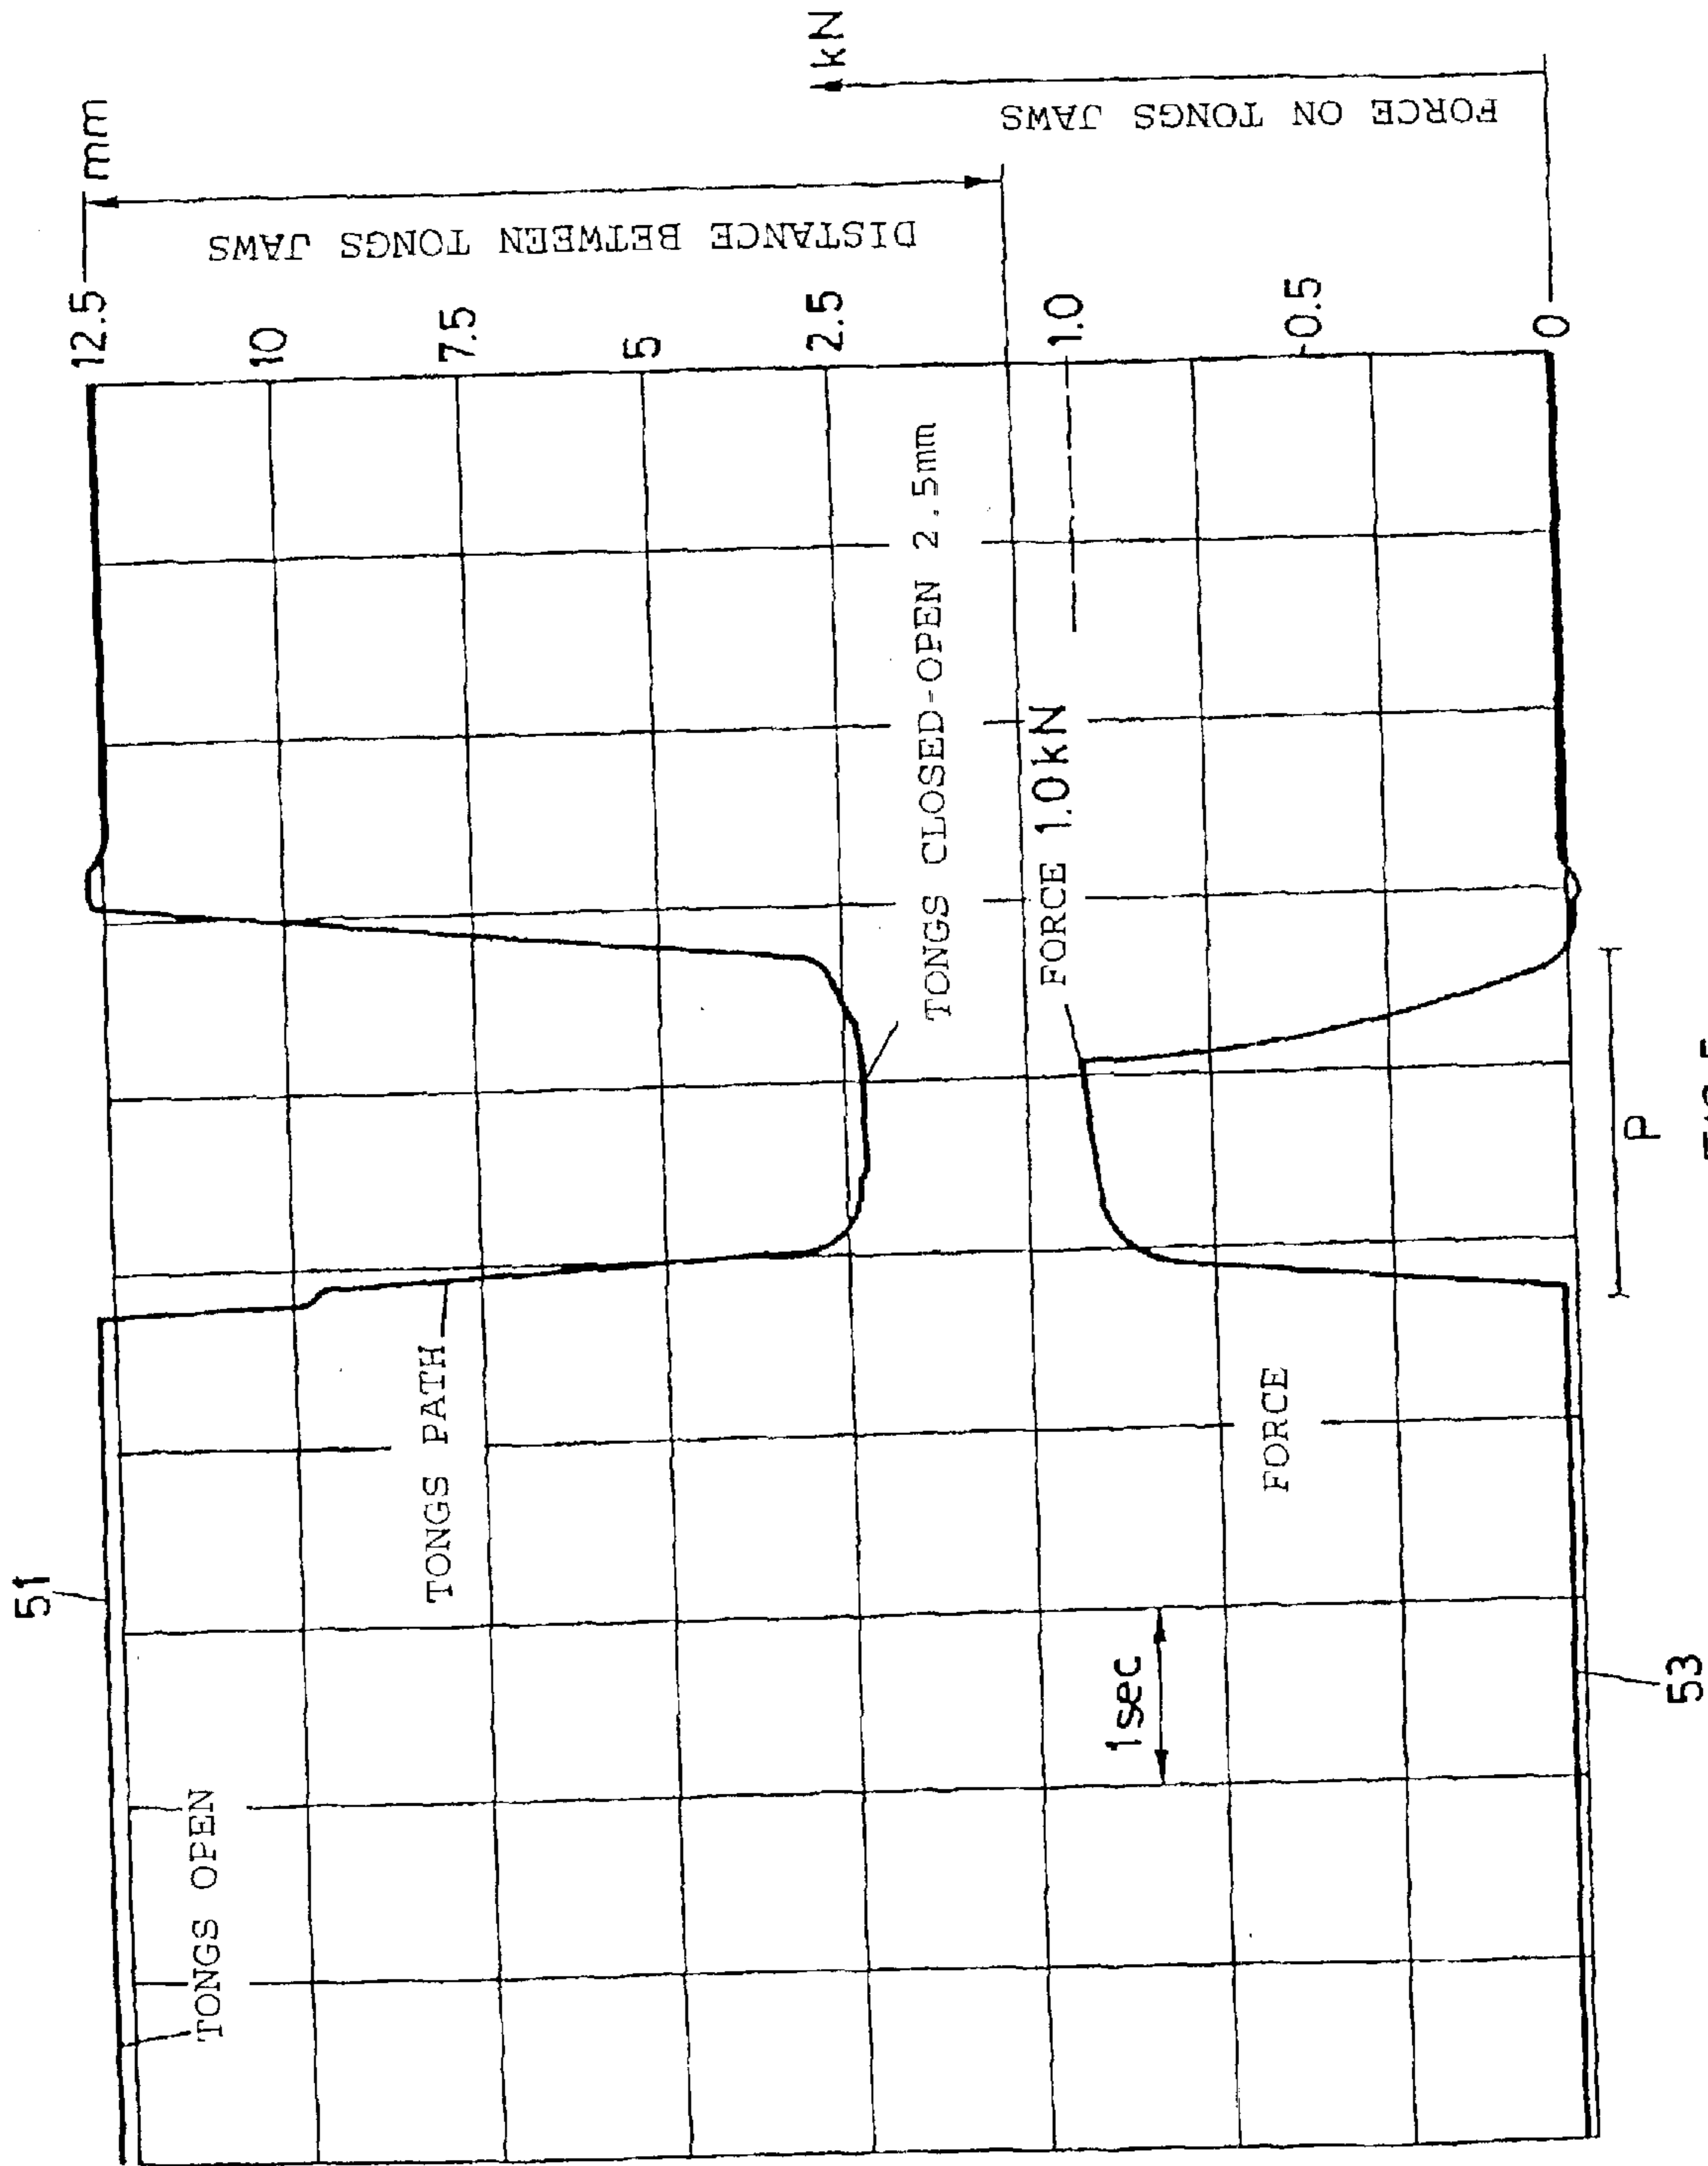 51
TONGS OPEN
TONGS PATH
TONGS CLOSED-OPEN 2.5mm
FORCE 1.0kN
FORCE
1sec
53
P
12.5
mm
10
7.5
5
2.5
DISTANCE BETWEEN TONGS JAWS
kN
1.0
0.5
0
FORCE ON TONGS JAWS